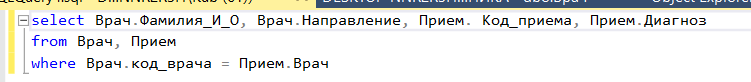 select Врач.Фамилия_И_О, Врач.Направление, Прием. Код_приема, Прием.Диагноз
from Врач, Прием
where Врач.код_врача = Прием.Врач